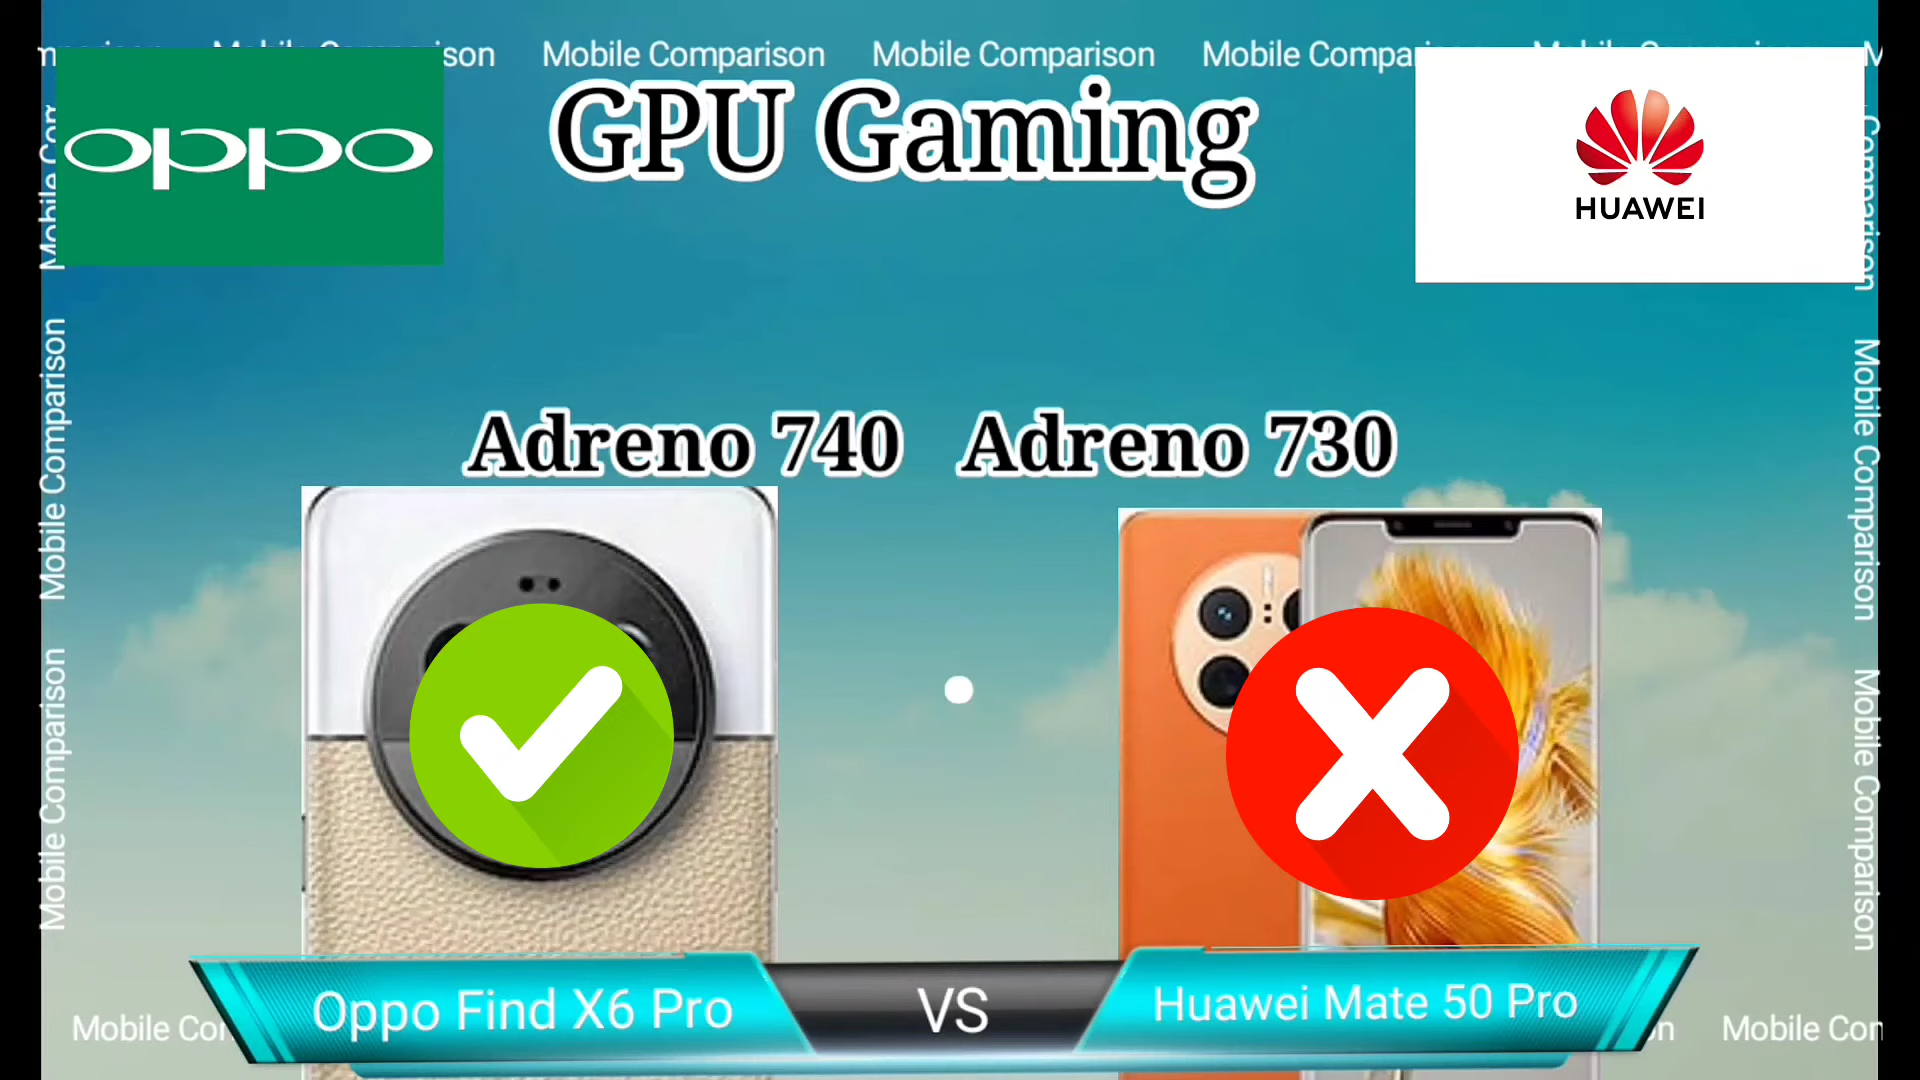 Mobile Comparison Mobile Comparison Mobile
oppo
GPU Gaming
HUAWEI
Adreno 740 Adreno 730
Mobile Comparison
Mobile Comparison
Mobile Comparison
Mobile Comparison
Oppo Find X6 Pro
VS
Huawei Mate 50 Pro
Mobile